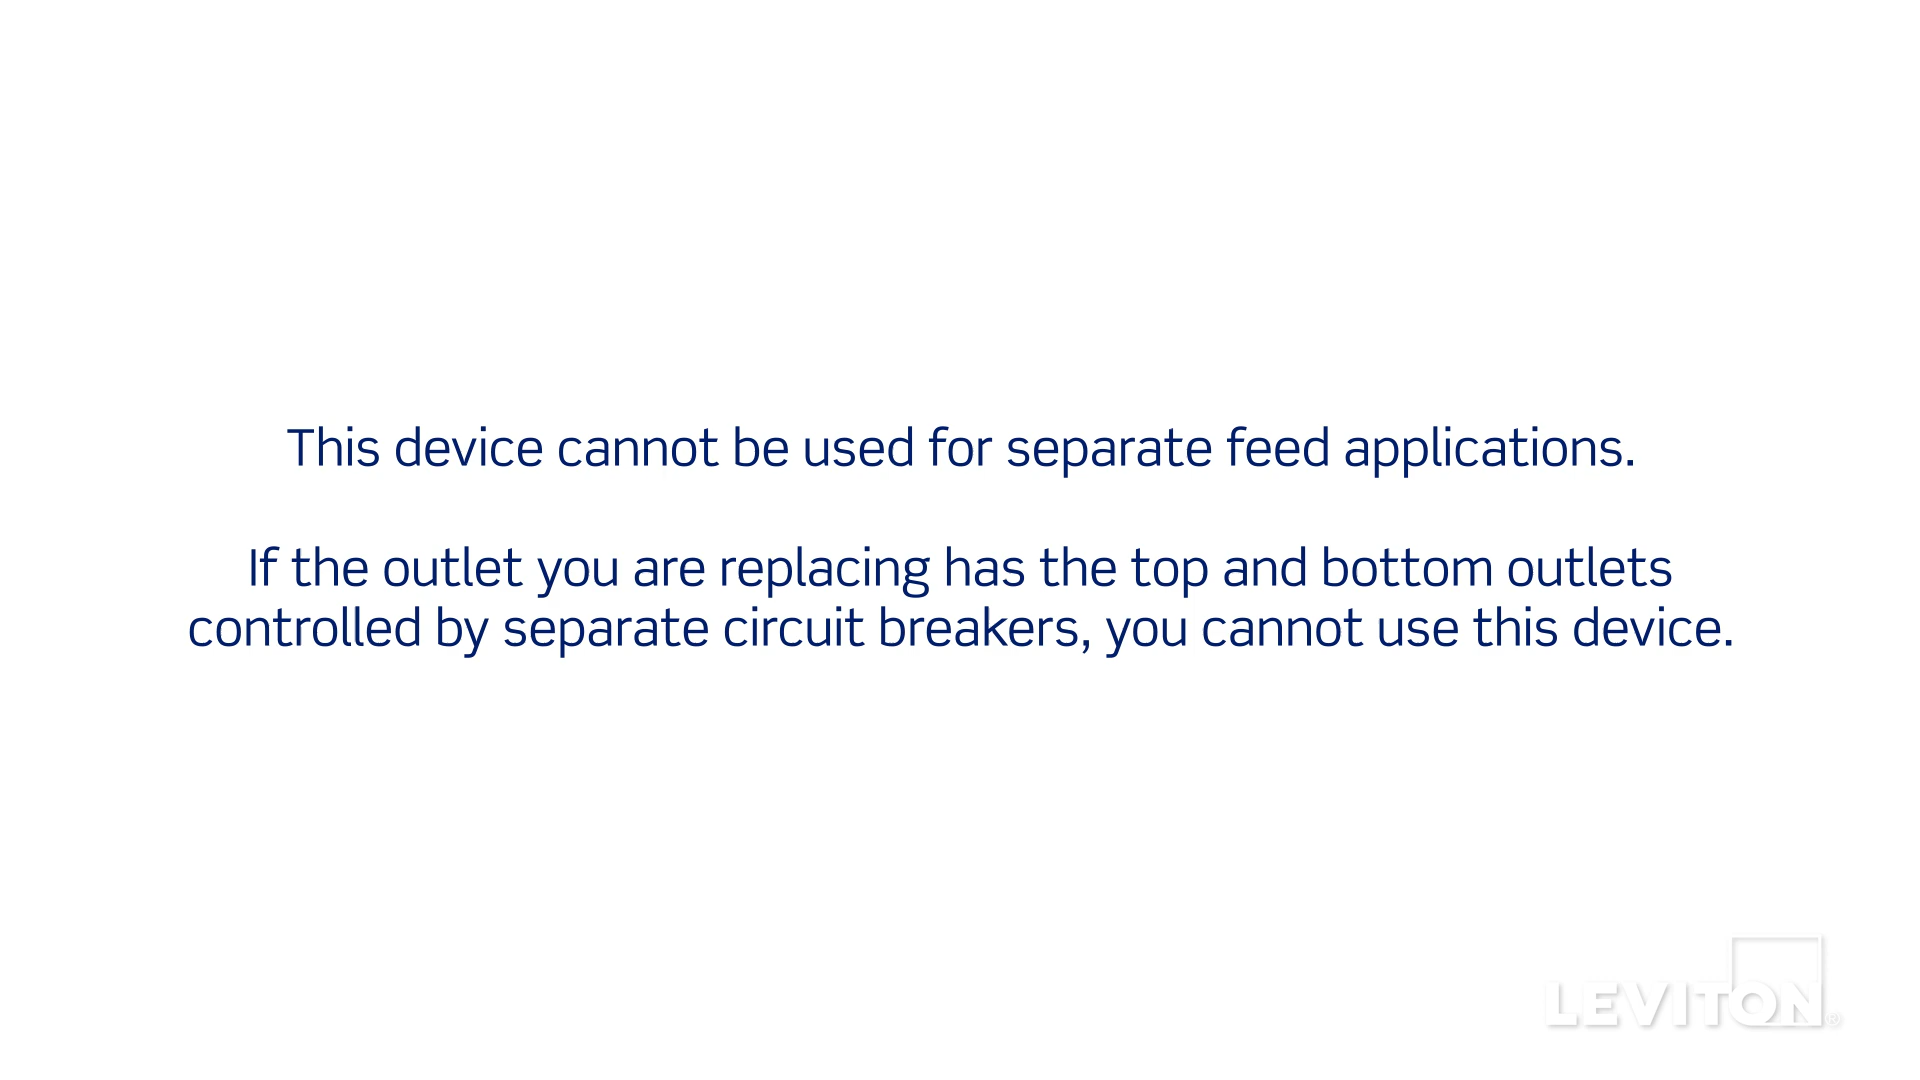 This device cannot be used for separate feed applications.
If the outlet you are replacing has the top and bottom outlets
controlled by separate circuit breakers, you cannot use this device.
LEVITON®